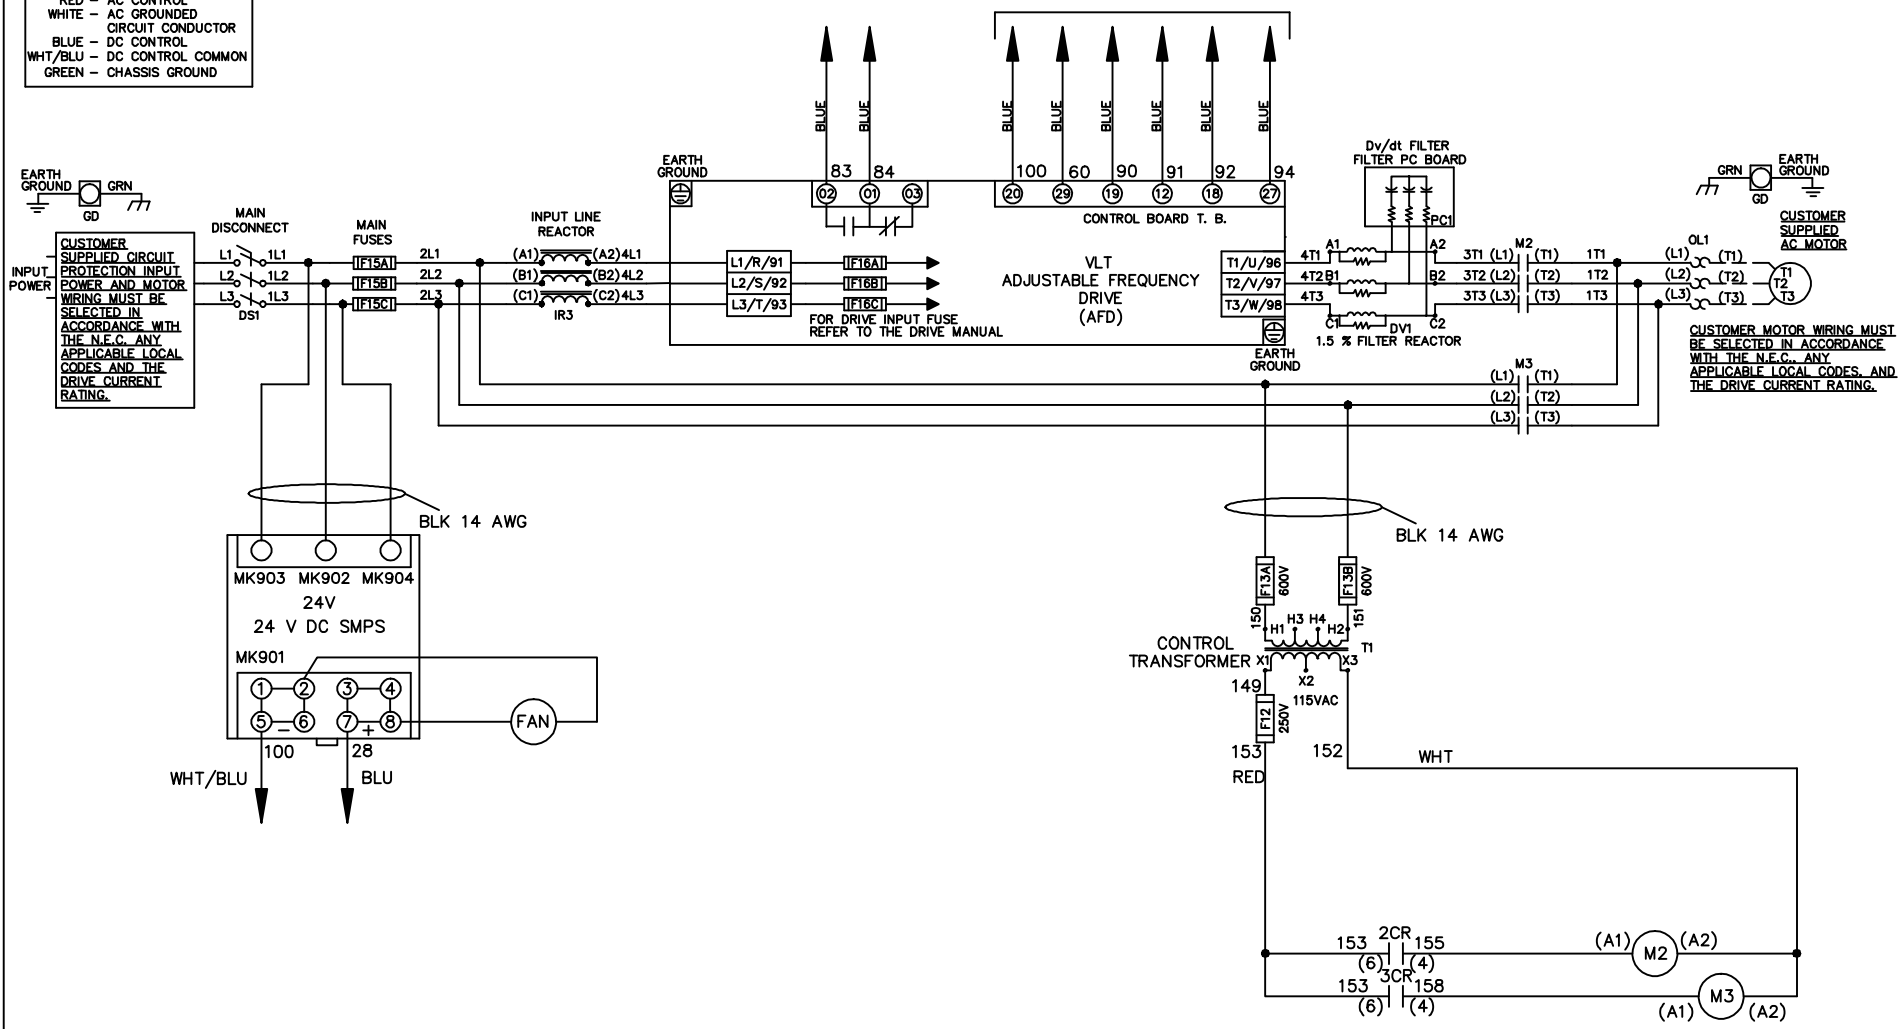 RED – AC CONTROL
WHITE – AC GROUNDED
CIRCUIT CONDUCTOR
BLUE – DC CONTROL
WHT/BLU – DC CONTROL COMMON
GREEN – CHASSIS GROUND
BLUE
BLUE
BLUE
BLUE
BLUE
BLUE
BLUE
BLUE
EARTH
GROUND
GRN
GD
EARTH
GROUND
83
84
02
01
03
100
60
90
91
92
94
20
29
19
12
18
27
CONTROL BOARD T. B.
Dv/dt FILTER
FILTER PC BOARD
PC1
GRN
EARTH
GROUND
GD
CUSTOMER
SUPPLIED
AC MOTOR
INPUT
POWER
CUSTOMER
SUPPLIED CIRCUIT
PROTECTION INPUT
POWER AND MOTOR
WIRING MUST BE
SELECTED IN
ACCORDANCE WITH
THE N.E.C. ANY
APPLICABLE LOCAL
CODES AND THE
DRIVE CURRENT
RATING.
MAIN
DISCONNECT
L1
1L1
L2
1L2
L3
1L3
DS1
MAIN
FUSES
F15A
F15B
F15C
2L1
2L2
2L3
INPUT LINE
REACTOR
(A1)
(A2)
4L1
(B1)
(B2)
4L2
(C1)
(C2)
4L3
IR3
L1/R/91
L2/S/92
L3/T/93
F16A
F16B
F16C
FOR DRIVE INPUT FUSE
REFER TO THE DRIVE MANUAL
VLT
ADJUSTABLE FREQUENCY
DRIVE
(AFD)
T1/U/96
T2/V/97
T3/W/98
EARTH
GROUND
4T1
4T2
4T3
A1
A2
B1
B2
C1
C2
DV1
1.5 % FILTER REACTOR
M2
3T1 (L1) (T1) 1T1
3T2 (L2) (T2) 1T2
3T3 (L3) (T3) 1T3
OL1
(L1) (T1)
(L2) (T2)
(L3) (T3)
T1
T2
T3
CUSTOMER MOTOR WIRING MUST
BE SELECTED IN ACCORDANCE
WITH THE N.E.C., ANY
APPLICABLE LOCAL CODES, AND
THE DRIVE CURRENT RATING.
M3
(L1) (T1)
(L2) (T2)
(L3) (T3)
BLK 14 AWG
BLK 14 AWG
MK903 MK902 MK904
24V
24 V DC SMPS
MK901
1
2
3
4
5
–
6
7
+
8
FAN
100
28
WHT/BLU
BLU
F13A
600V
F13B
600V
150
151
H1
H3
H4
H2
CONTROL
TRANSFORMER
T1
X1
X3
X2
115VAC
149
F12
250V
153
RED
152
WHT
2CR
153
155
(6)
(4)
(A1)
M2
(A2)
3CR
153
158
(6)
(4)
(A1)
M3
(A2)